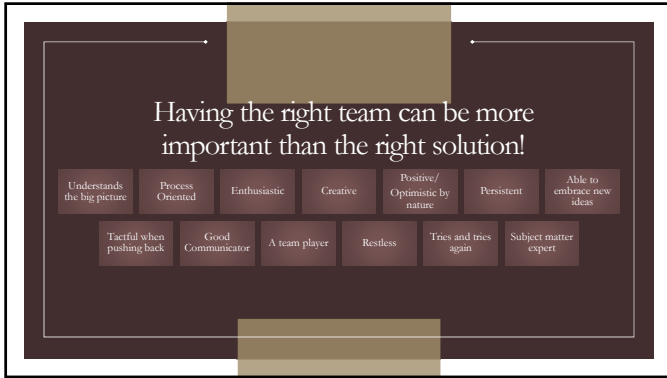 Having the right team can be more
important than the right solution!
Understands
the big picture
Process
Oriented
Enthusiastic
Creative
Positive/
Optimistic by
nature
Persistent
Able to
embrace new
ideas
Tactful when
pushing back
Good
Communicator
A team player
Restless
Tries and tries
again
Subject matter
expert